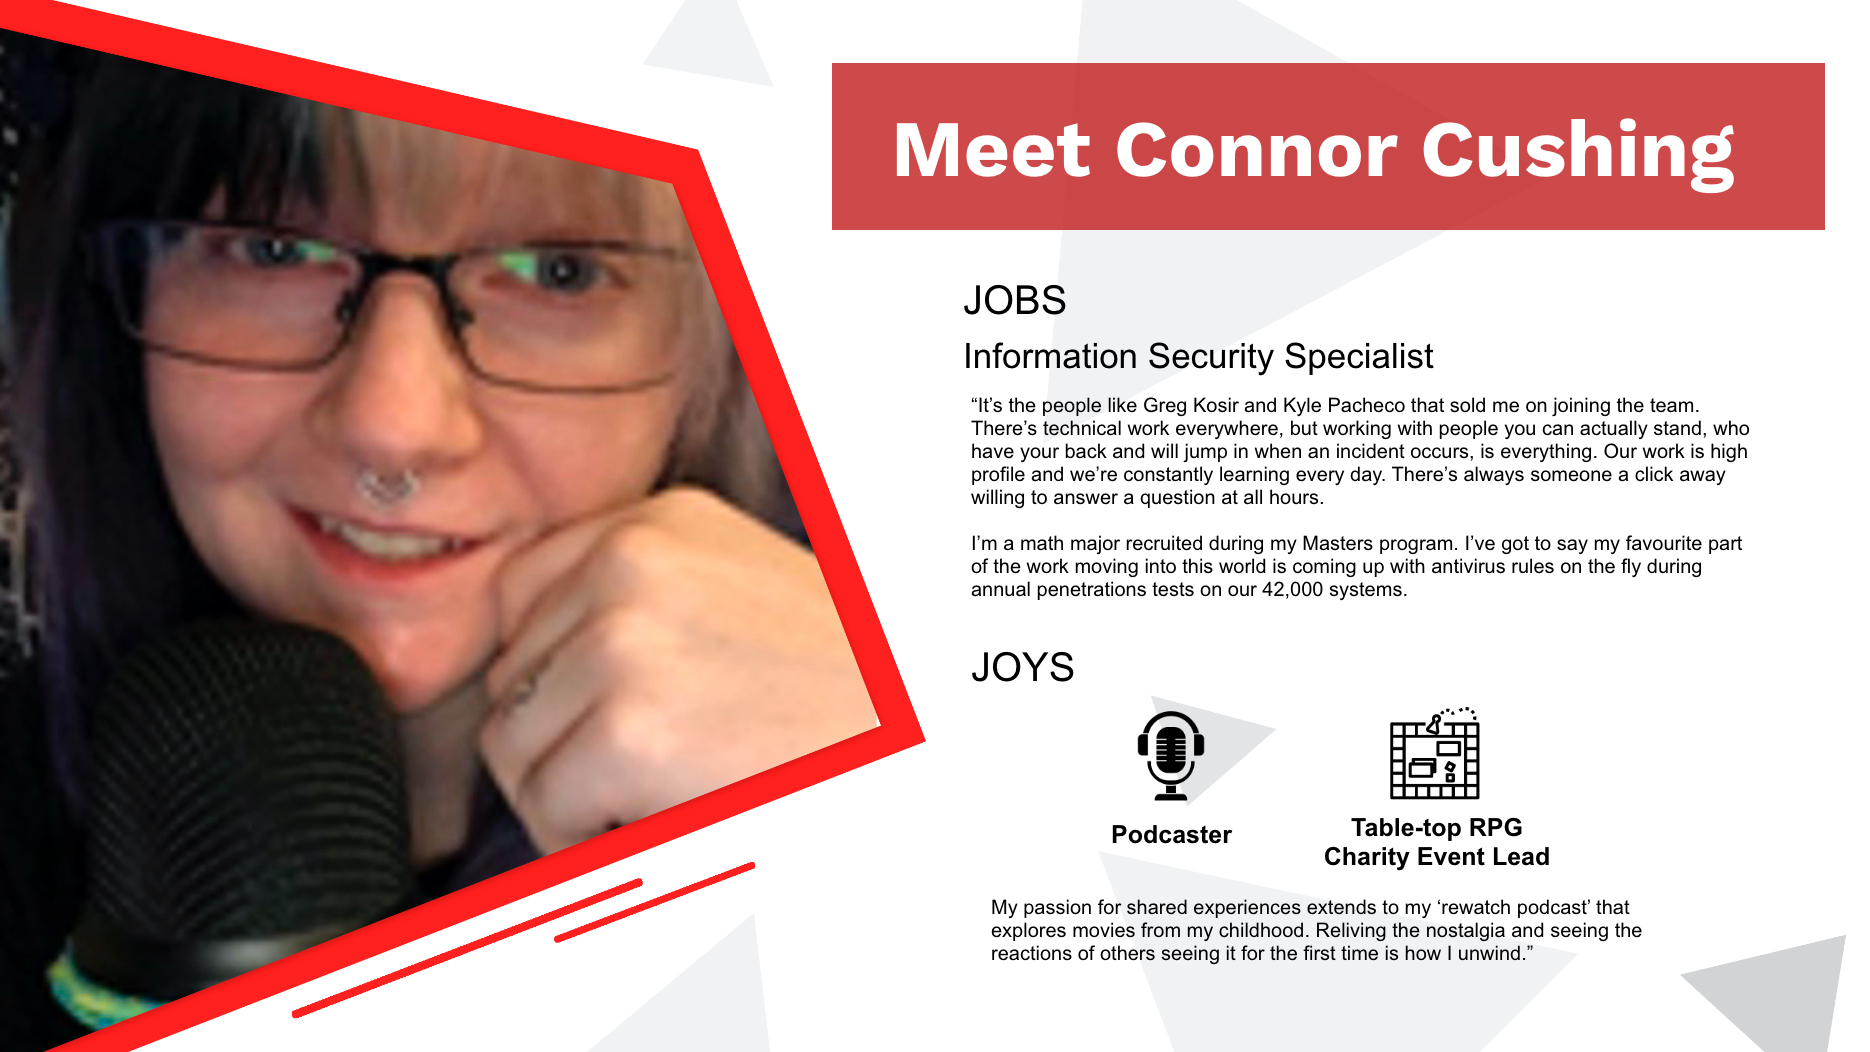 Meet Connor Cushing
JOBS
Information Security Specialist
“It’s the people like Greg Kosir and Kyle Pacheco that sold me on joining the team.
There’s technical work everywhere, but working with people you can actually stand, who
have your back and will jump in when an incident occurs, is everything. Our work is high
profile and we’re constantly learning every day. There’s always someone a click away
willing to answer a question at all hours.
I’m a math major recruited during my Masters program. I’ve got to say my favourite part
of the work moving into this world is coming up with antivirus rules on the fly during
annual penetrations tests on our 42,000 systems.
JOYS
Podcaster
Table-top RPG
Charity Event Lead
My passion for shared experiences extends to my ‘rewatch podcast’ that
explores movies from my childhood. Reliving the nostalgia and seeing the
reactions of others seeing it for the first time is how I unwind.”